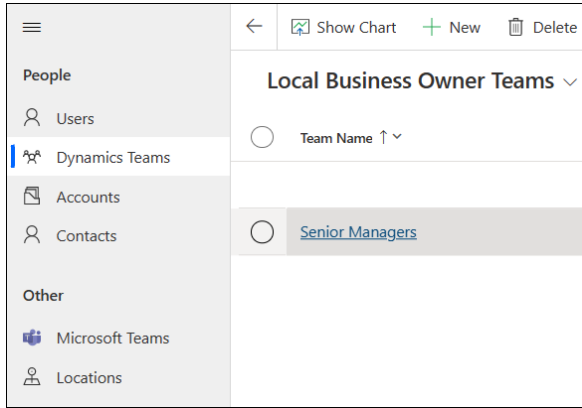 Show Chart
New
Delete
People
Local Business Owner Teams
Users
Team Name
Dynamics Teams
Accounts
Senior Managers
Contacts
Other
Microsoft Teams
Locations